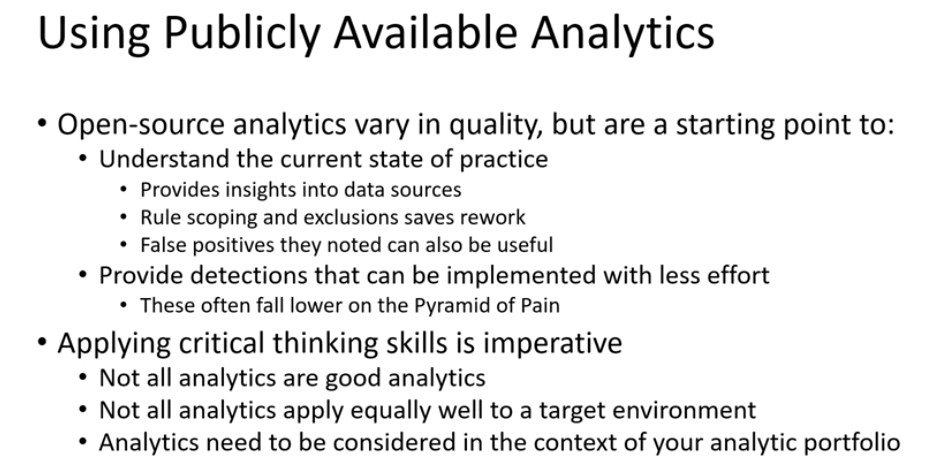 Using Publicly Available Analytics
• Open-source analytics vary in quality, but are a starting point to:
• Understand the current state of practice
• Provides insights into data sources
• Rule scoping and exclusions saves rework
• False positives they noted can also be useful
• Provide detections that can be implemented with less effort
• These often fall lower on the Pyramid of Pain
• Applying critical thinking skills is imperative
• Not all analytics are good analytics
• Not all analytics apply equally well to a target environment
• Analytics need to be considered in the context of your analytic portfolio